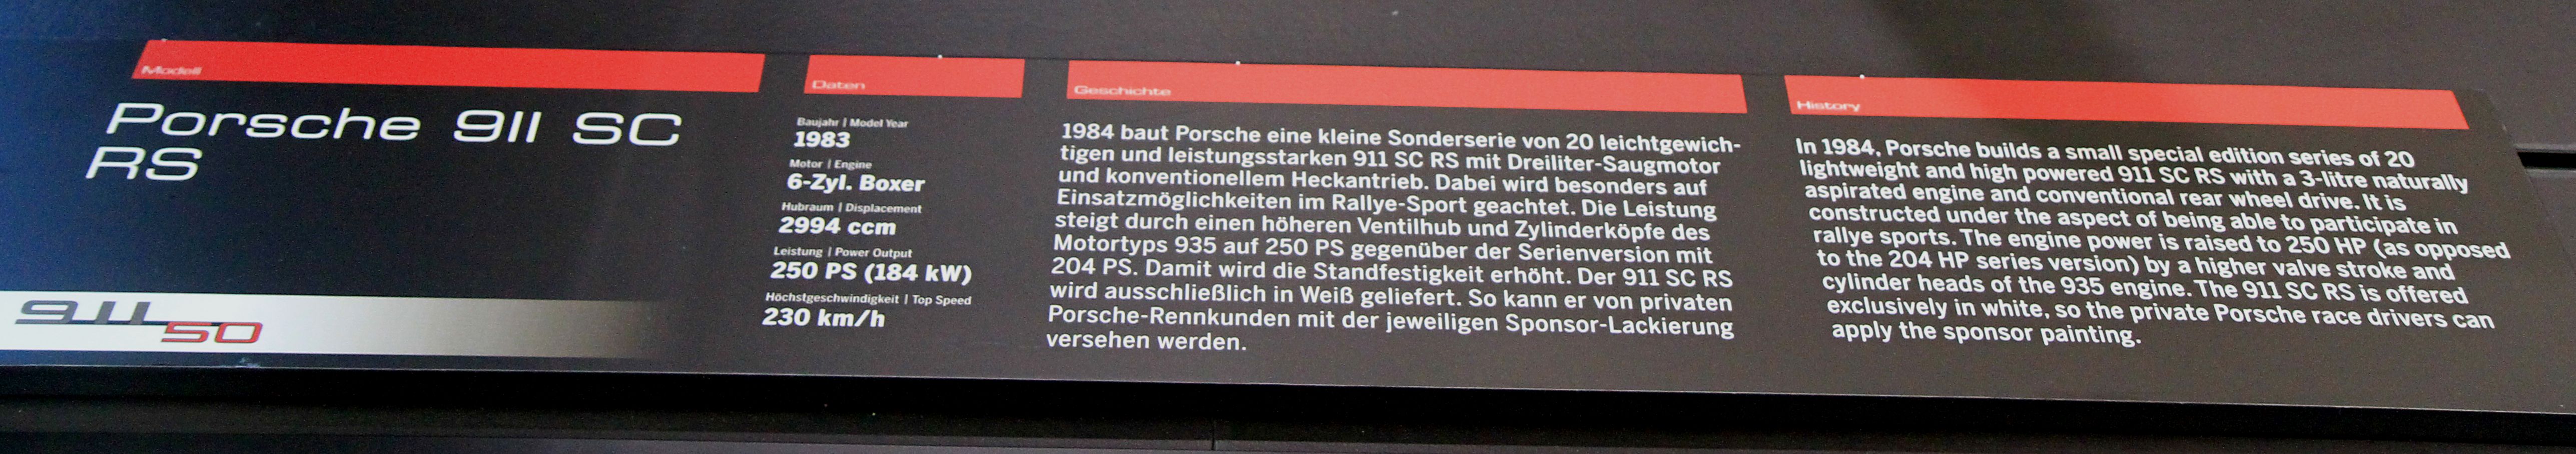 Modell
Porsche 911 SC
RS
911
50
Daten
Baujahr | Model Year
1983
Motor | Engine
6-Zyl. Boxer
Hubraum | Displacement
2994 ccm
Leistung | Power Output
250 PS (184 kW)
Höchstgeschwindigkeit | Top Speed
230 km/h
Geschichte
1984 baut Porsche eine kleine Sonderserie von 20 leichtgewich-
tigen und leistungsstarken 911 SC RS mit Dreiliter-Saugmotor
und konventionellem Heckantrieb. Dabei wird besonders auf
Einsatzmöglichkeiten im Rallye-Sport geachtet. Die Leistung
steigt durch einen höheren Ventilhub und Zylinderköpfe des
Motortyps 935 auf 250 PS gegenüber der Serienversion mit
204 PS. Damit wird die Standfestigkeit erhöht. Der 911 SC RS
wird ausschließlich in Weiß geliefert. So kann er von privaten
Porsche-Rennkunden mit der jeweiligen Sponsor-Lackierung
versehen werden.
History
In 1984, Porsche builds a small special edition series of 20
lightweight and high powered 911 SC RS with a 3-litre naturally
aspirated engine and conventional rear wheel drive. It is
constructed under the aspect of being able to participate in
rallye sports. The engine power is raised to 250 HP (as opposed
to the 204 HP series version) by a higher valve stroke and
cylinder heads of the 935 engine. The 911 SC RS is offered
exclusively in white, so the private Porsche race drivers can
apply the sponsor painting.